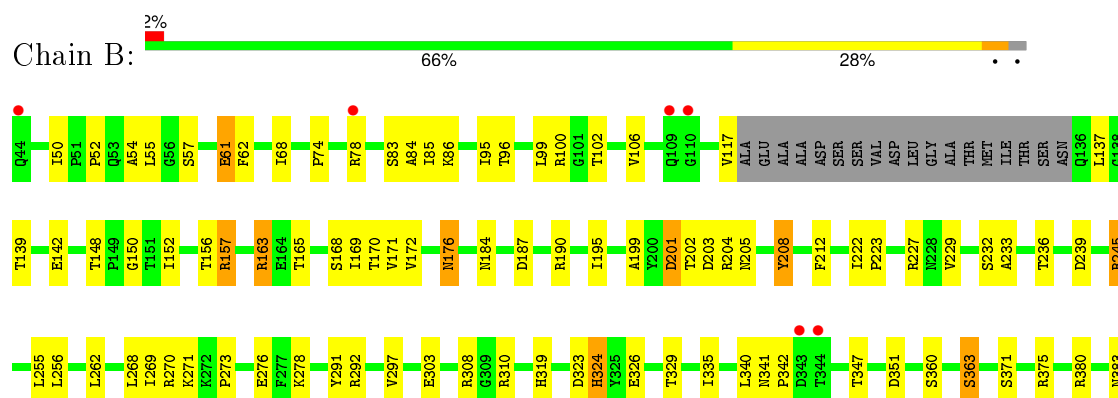 2%
Chain B:
66% 28% • •
Q44 I50 P51 P52 Q53 A54 L55 G56 S57 E61 F62 I68 P74 R78 S83 A84 I85 K86 I95 T96 L99 R100 G101 T102 V106 Q109 G110 V117 ALA GLU ALA ALA ASP SER SER VAL ASP LEU GLY ALA THR MET ILE THR SER ASN Q136 L137 G138
T139 E142 T148 P149 G150 T151 I152 T156 R157 R163 E164 T165 S168 I169 T170 V171 V172 N176 N184 D187 R190 I195 A199 Y200 D201 T202 D203 R204 N205 Y208 F212 I222 P223 R227 N228 V229 S232 A233 T236 D239 R245
L255 L256 L262 L268 I269 R270 K271 K272 P273 E276 F277 K278 Y291 R292 V297 E303 R308 G309 R310 H319 D323 H324 Y325 E326 T329 I335 L340 N341 P342 D343 T344 T347 D351 S360 S363 S371 R375 R380 N383